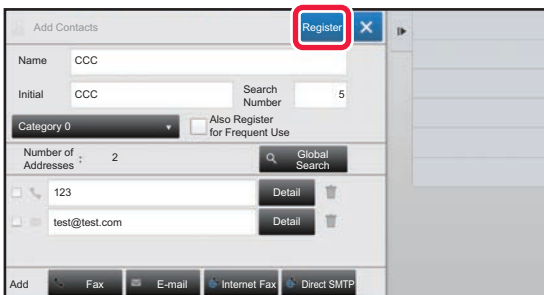 Add Contacts Register
Name CCC
Initial CCC Search Number 5
Category 0 Also Register for Frequent Use
Number of Addresses : 2 Global Search
123 Detail
test@test.com Detail
Add Fax E-mail Internet Fax Direct SMTP